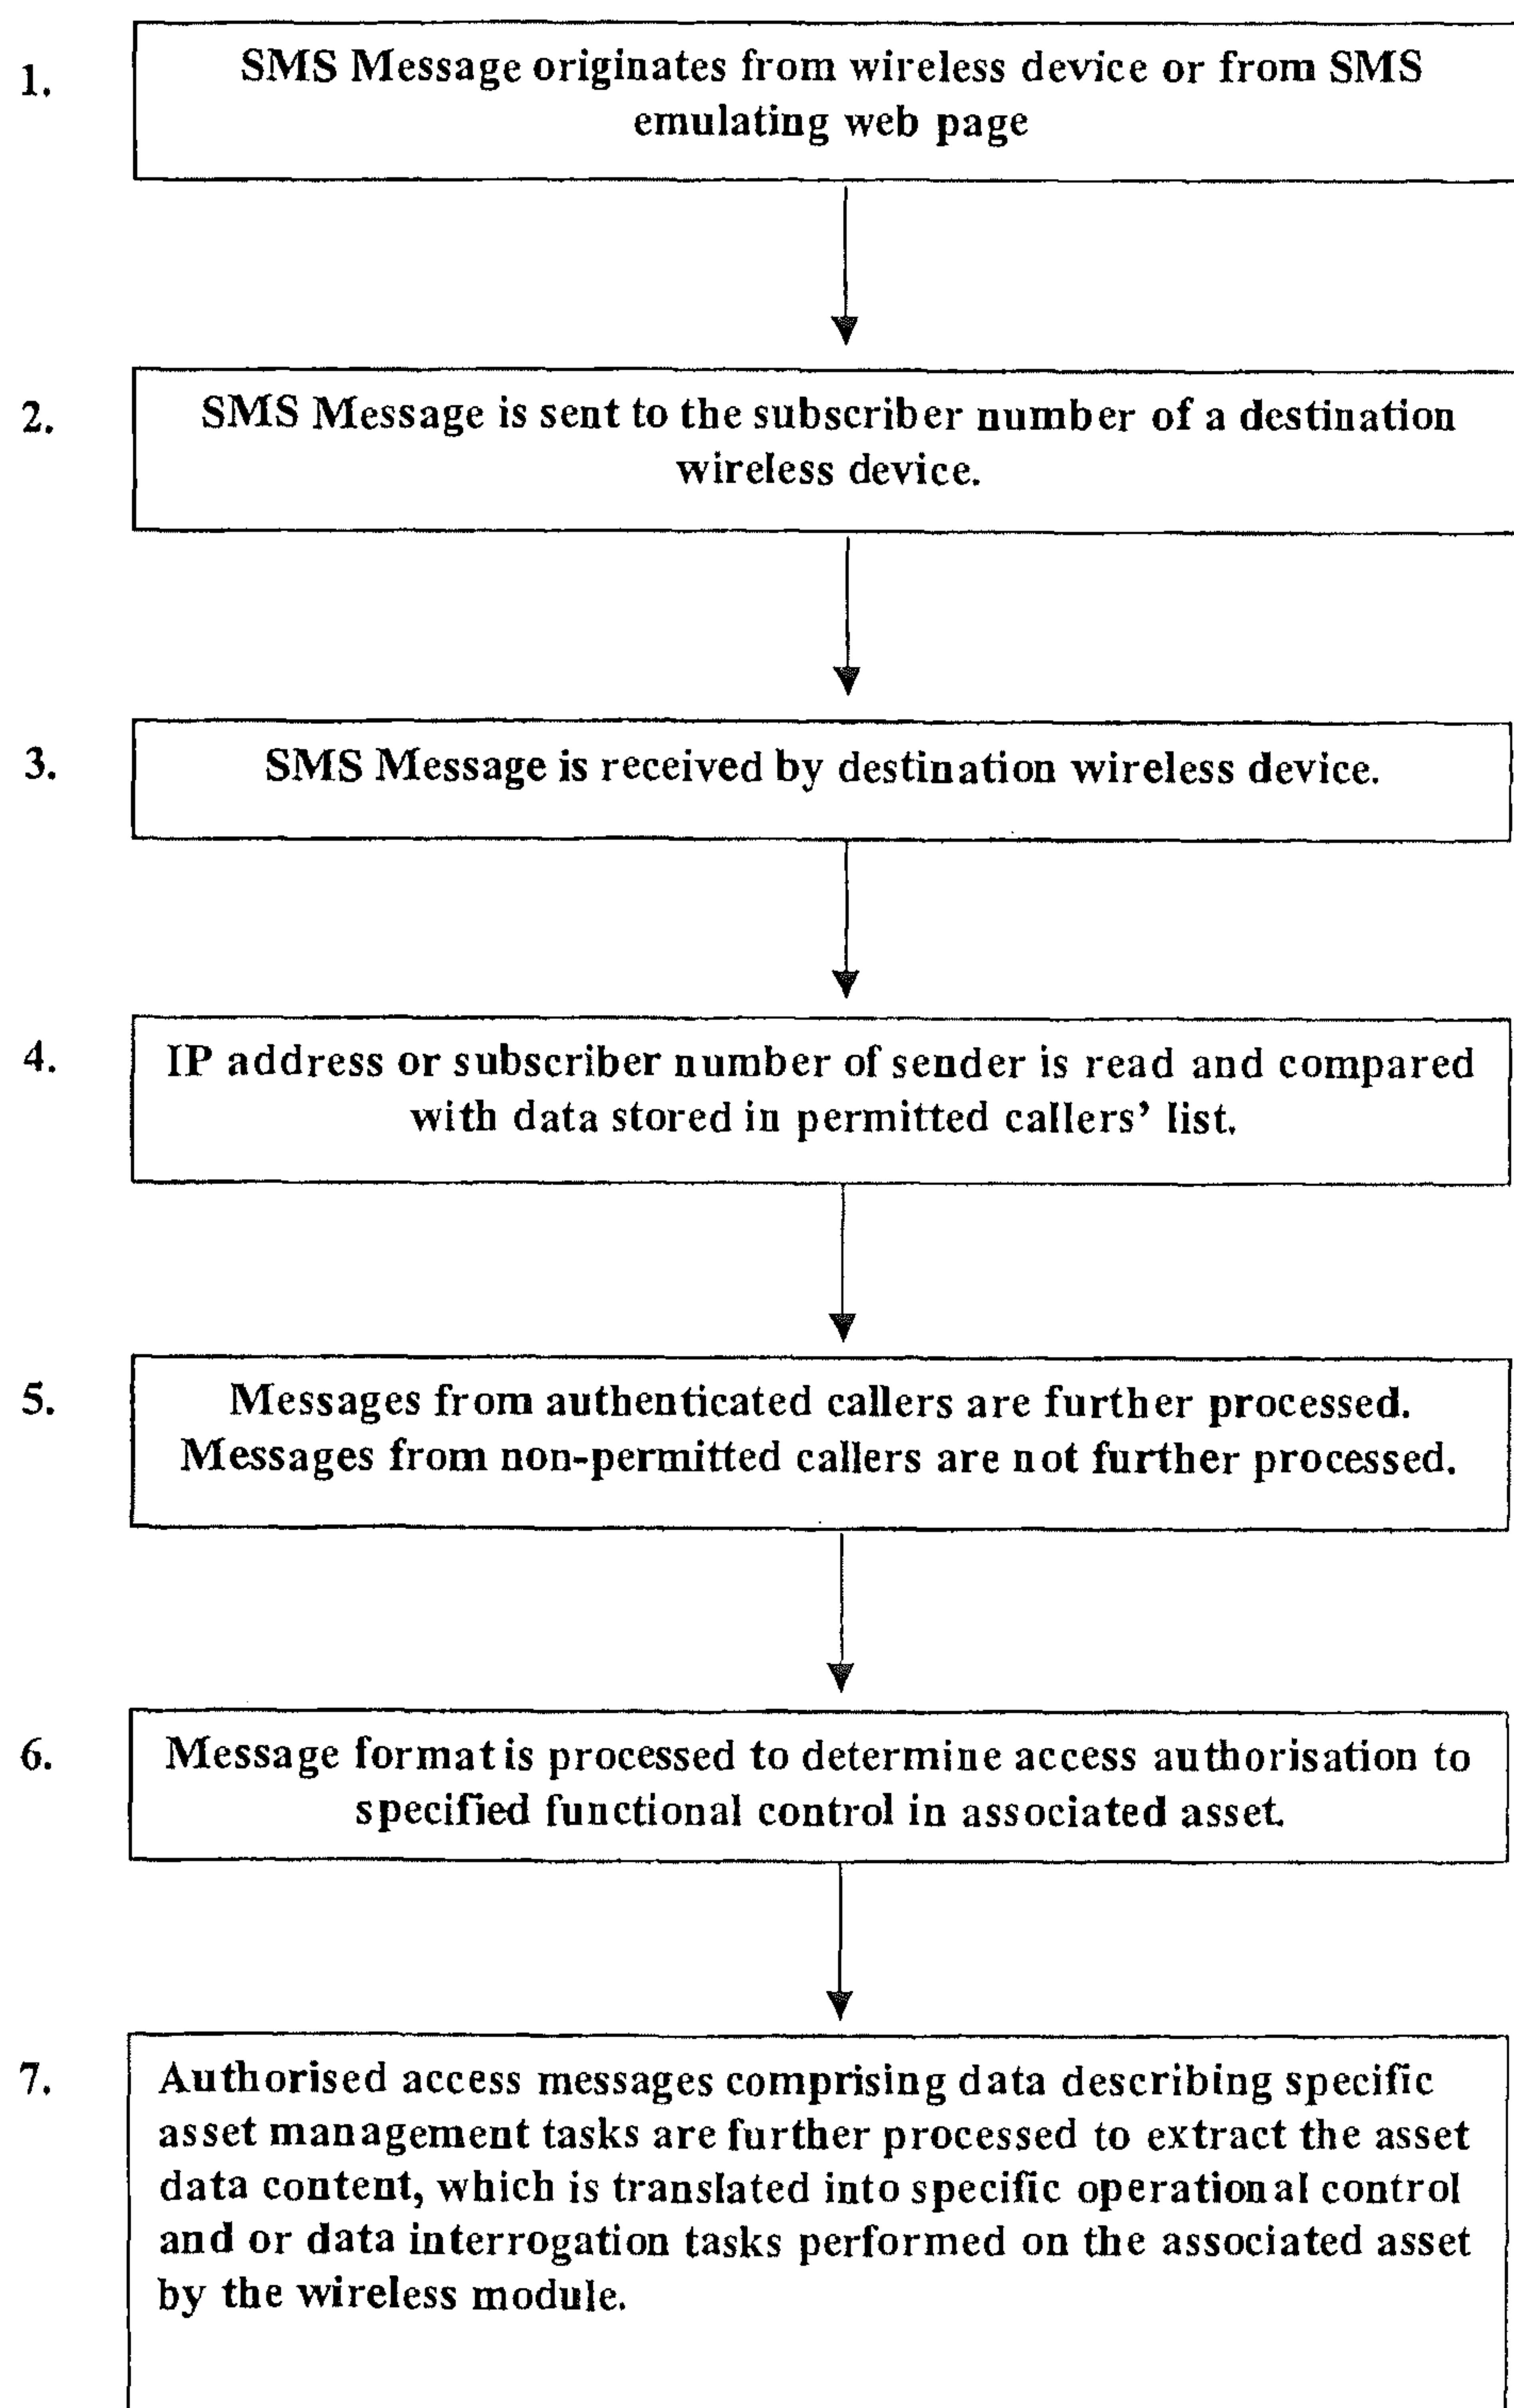 1.
SMS Message originates from wireless device or from SMS
emulating web page
2.
SMS Message is sent to the subscriber number of a destination
wireless device.
3.
SMS Message is received by destination wireless device.
4.
IP address or subscriber number of sender is read and compared
with data stored in permitted callers’ list.
5.
Messages from authenticated callers are further processed.
Messages from non-permitted callers are not further processed.
6.
Message format is processed to determine access authorisation to
specified functional control in associated asset.
7.
Authorised access messages comprising data describing specific
asset management tasks are further processed to extract the asset
data content, which is translated into specific operational control
and or data interrogation tasks performed on the associated asset
by the wireless module.